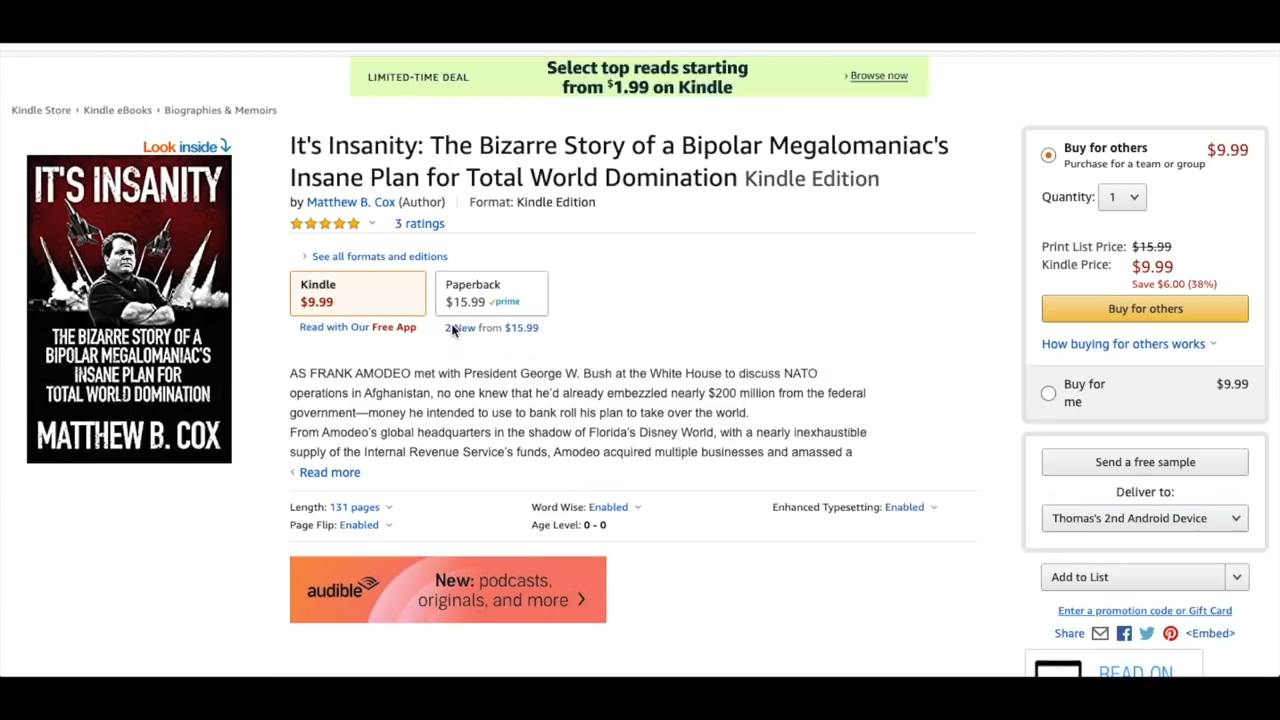 LIMITED-TIME DEAL
Select top reads starting
from $1.99 on Kindle
› Browse now
Kindle Store › Kindle eBooks › Biographies & Memoirs
Look inside
IT'S INSANITY
THE BIZARRE STORY OF A
BIPOLAR MEGALOMANIAC'S
INSANE PLAN FOR
TOTAL WORLD DOMINATION
MATTHEW B. COX
It's Insanity: The Bizarre Story of a Bipolar Megalomaniac's
Insane Plan for Total World Domination Kindle Edition
by Matthew B. Cox (Author) Format: Kindle Edition
3 ratings
› See all formats and editions
Kindle
$9.99
Read with Our Free App
Paperback
$15.99 prime
2 New from $15.99
AS FRANK AMODEO met with President George W. Bush at the White House to discuss NATO
operations in Afghanistan, no one knew that he'd already embezzled nearly $200 million from the federal
government—money he intended to use to bank roll his plan to take over the world.
From Amodeo's global headquarters in the shadow of Florida's Disney World, with a nearly inexhaustible
supply of the Internal Revenue Service's funds, Amodeo acquired multiple businesses and amassed a
‹ Read more
Length: 131 pages
Word Wise: Enabled
Enhanced Typesetting: Enabled
Page Flip: Enabled
Age Level: 0 - 0
audible
New: podcasts,
originals, and more >
Buy for others $9.99
Purchase for a team or group
Quantity: 1
Print List Price: $15.99
Kindle Price: $9.99
Save $6.00 (38%)
Buy for others
How buying for others works
Buy for
me
$9.99
Send a free sample
Deliver to:
Thomas's 2nd Android Device
Add to List
Enter a promotion code or Gift Card
Share <Embed>
READ ON